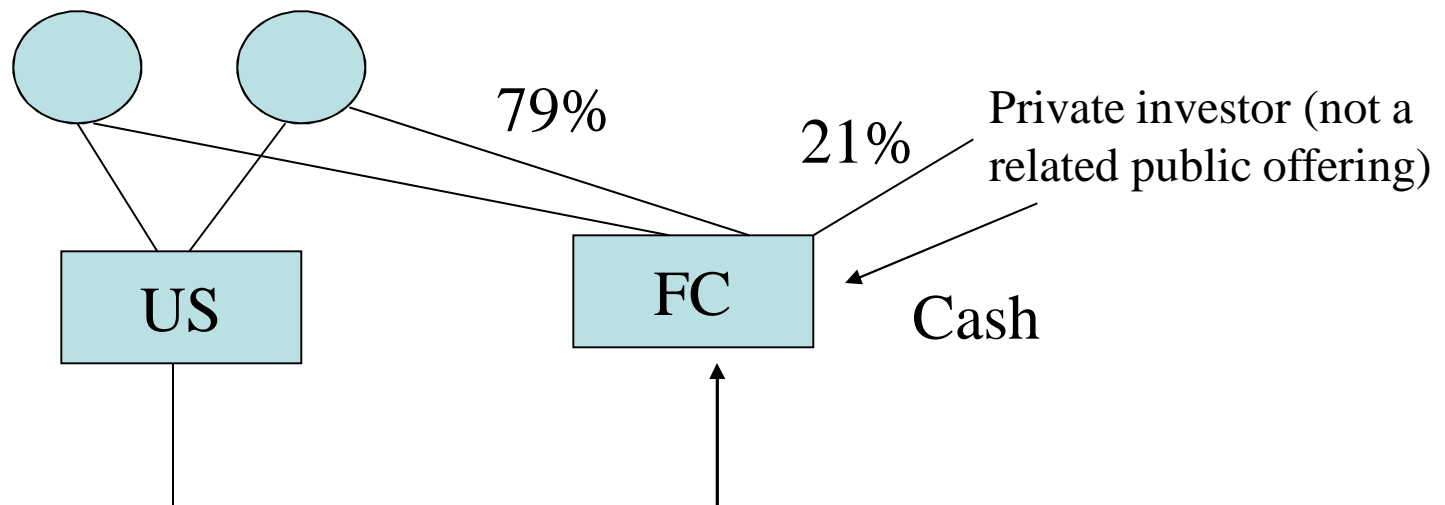 79%
21%
Private investor (not a
related public offering)
US
FC
Cash